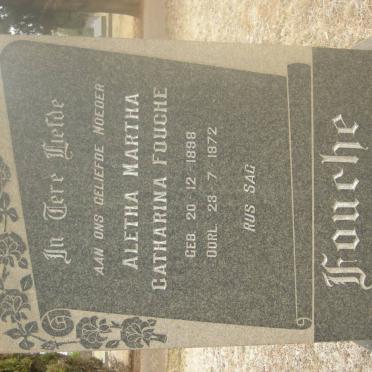 In Tere Liefde
AAN ONS GELIEFDE MOEDER
ALETHA MARTHA
CATHARINA FOUCHE
GEB. 20 · 12 · 1898
OORL. 23 · 7 · 1972
RUS SAG
Fouche